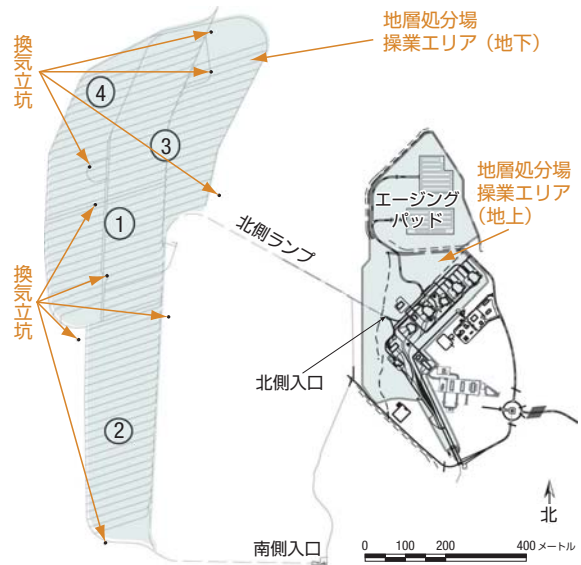 換気立坑
地層処分場
操業エリア（地下）
④
③
地層処分場
操業エリア
（地上）
エージング
パッド
①
北側ランプ
換気立坑
北側入口
②
北
南側入口
0 200 400 メートル